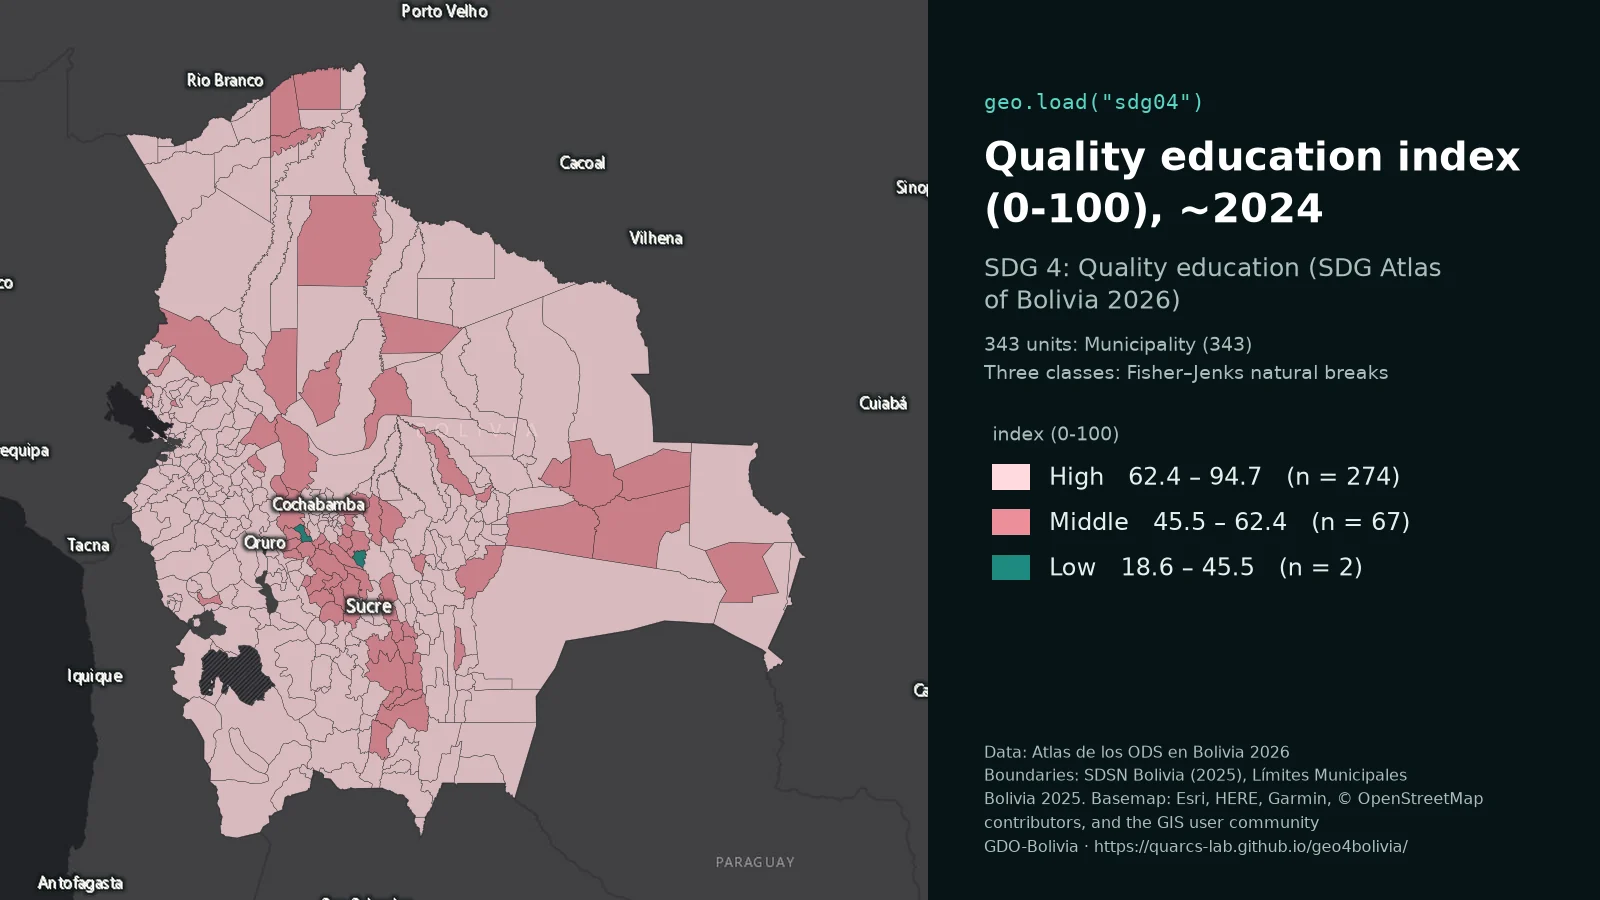 Porto Velho
Rio Branco
Cacoal
Vilhena
Cuiabá
BOLIVIA
Cochabamba
Oruro
Tacna
Sucre
Iquique
PARAGUAY
Antofagasta
geo.load("sdg04")
Quality education index
(0-100), ~2024
SDG 4: Quality education (SDG Atlas
of Bolivia 2026)
343 units: Municipality (343)
Three classes: Fisher–Jenks natural breaks
index (0-100)
High 62.4 – 94.7 (n = 274)
Middle 45.5 – 62.4 (n = 67)
Low 18.6 – 45.5 (n = 2)
Data: Atlas de los ODS en Bolivia 2026
Boundaries: SDSN Bolivia (2025), Límites Municipales
Bolivia 2025. Basemap: Esri, HERE, Garmin, © OpenStreetMap
contributors, and the GIS user community
GDO-Bolivia · https://quarcs-lab.github.io/geo4bolivia/